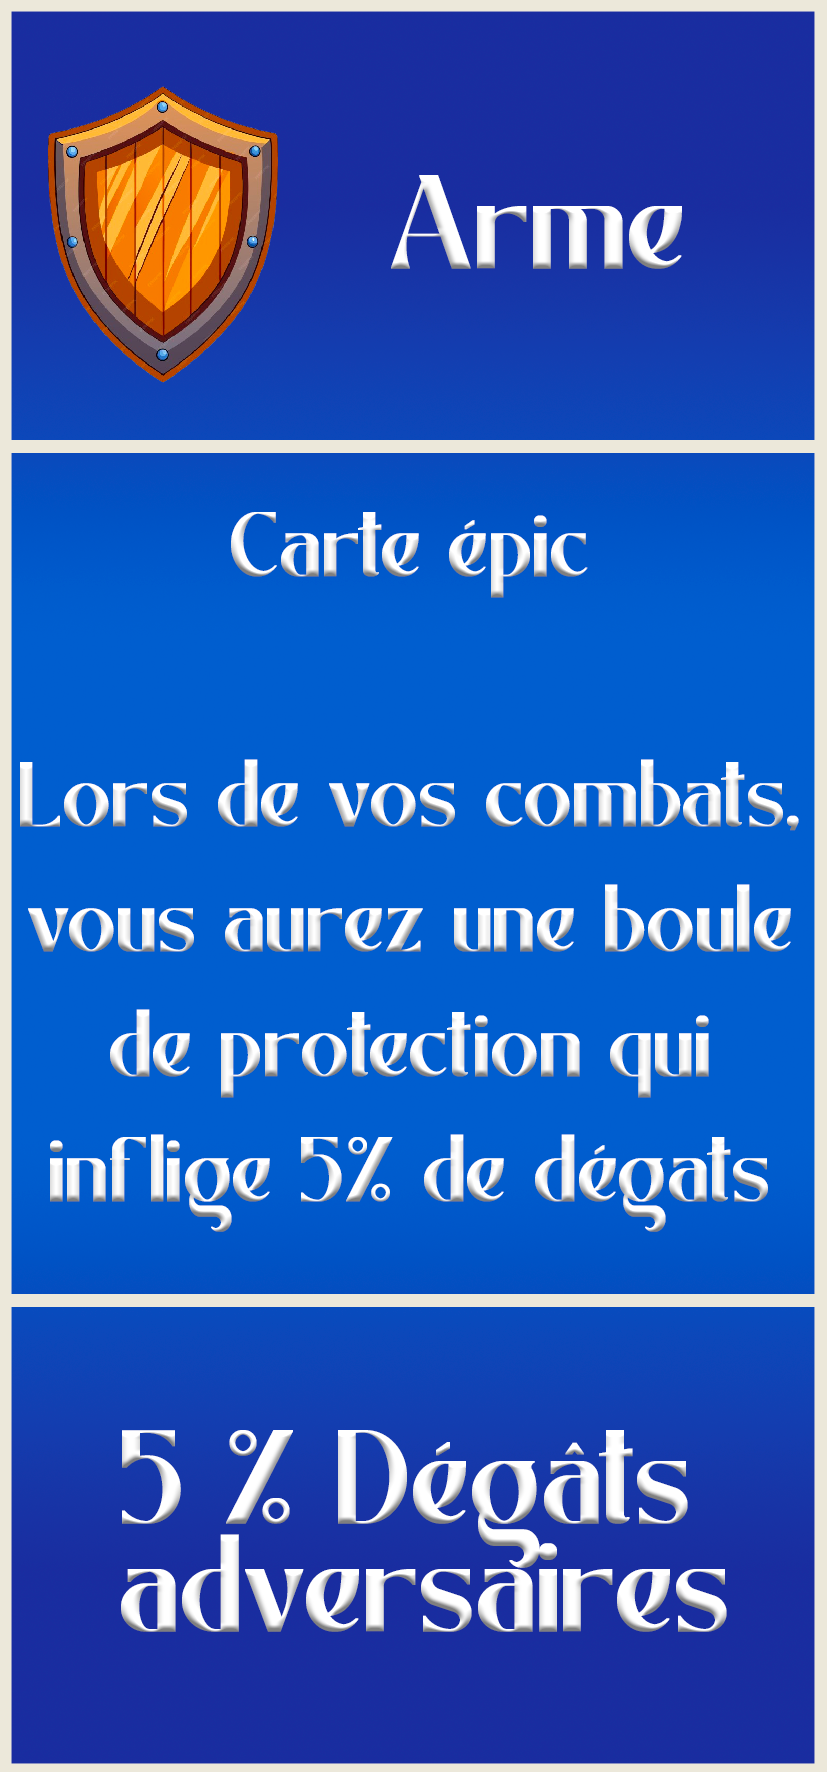 Arme
Carte épic
Lors de vos combats,
vous aurez une boule
de protection qui
inflige 5% de dégats
5 % Dégâts
adversaires